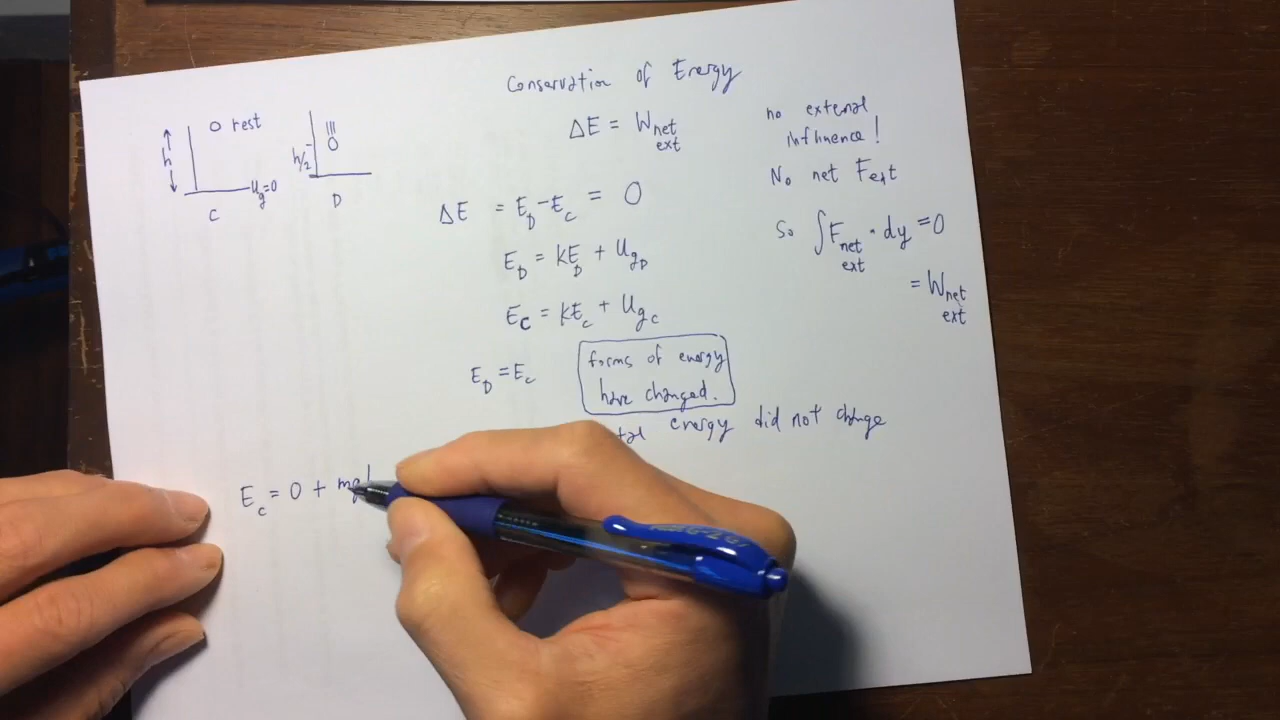 Conservation of Energy
O rest
h
Ug=0
C
h/2
D
ΔE = Wnet ext
no external
influence!
No net Fext
ΔE = ED - EC = 0
So ∫Fnet ext · dy = 0
= Wnet ext
ED = KED + UgD
EC = KEC + UgC
ED = EC
forms of energy
have changed.
energy did not change
EC = 0 + mg